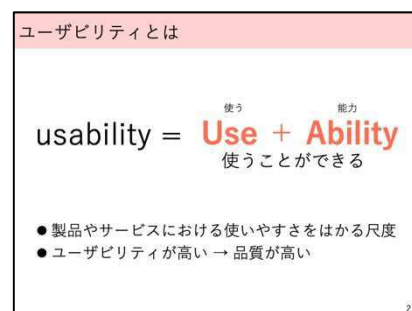 ユーザビリティとは
使う 能力
usability = Use + Ability
使うことができる
● 製品やサービスにおける使いやすさをはかる尺度
● ユーザビリティが高い → 品質が高い
2